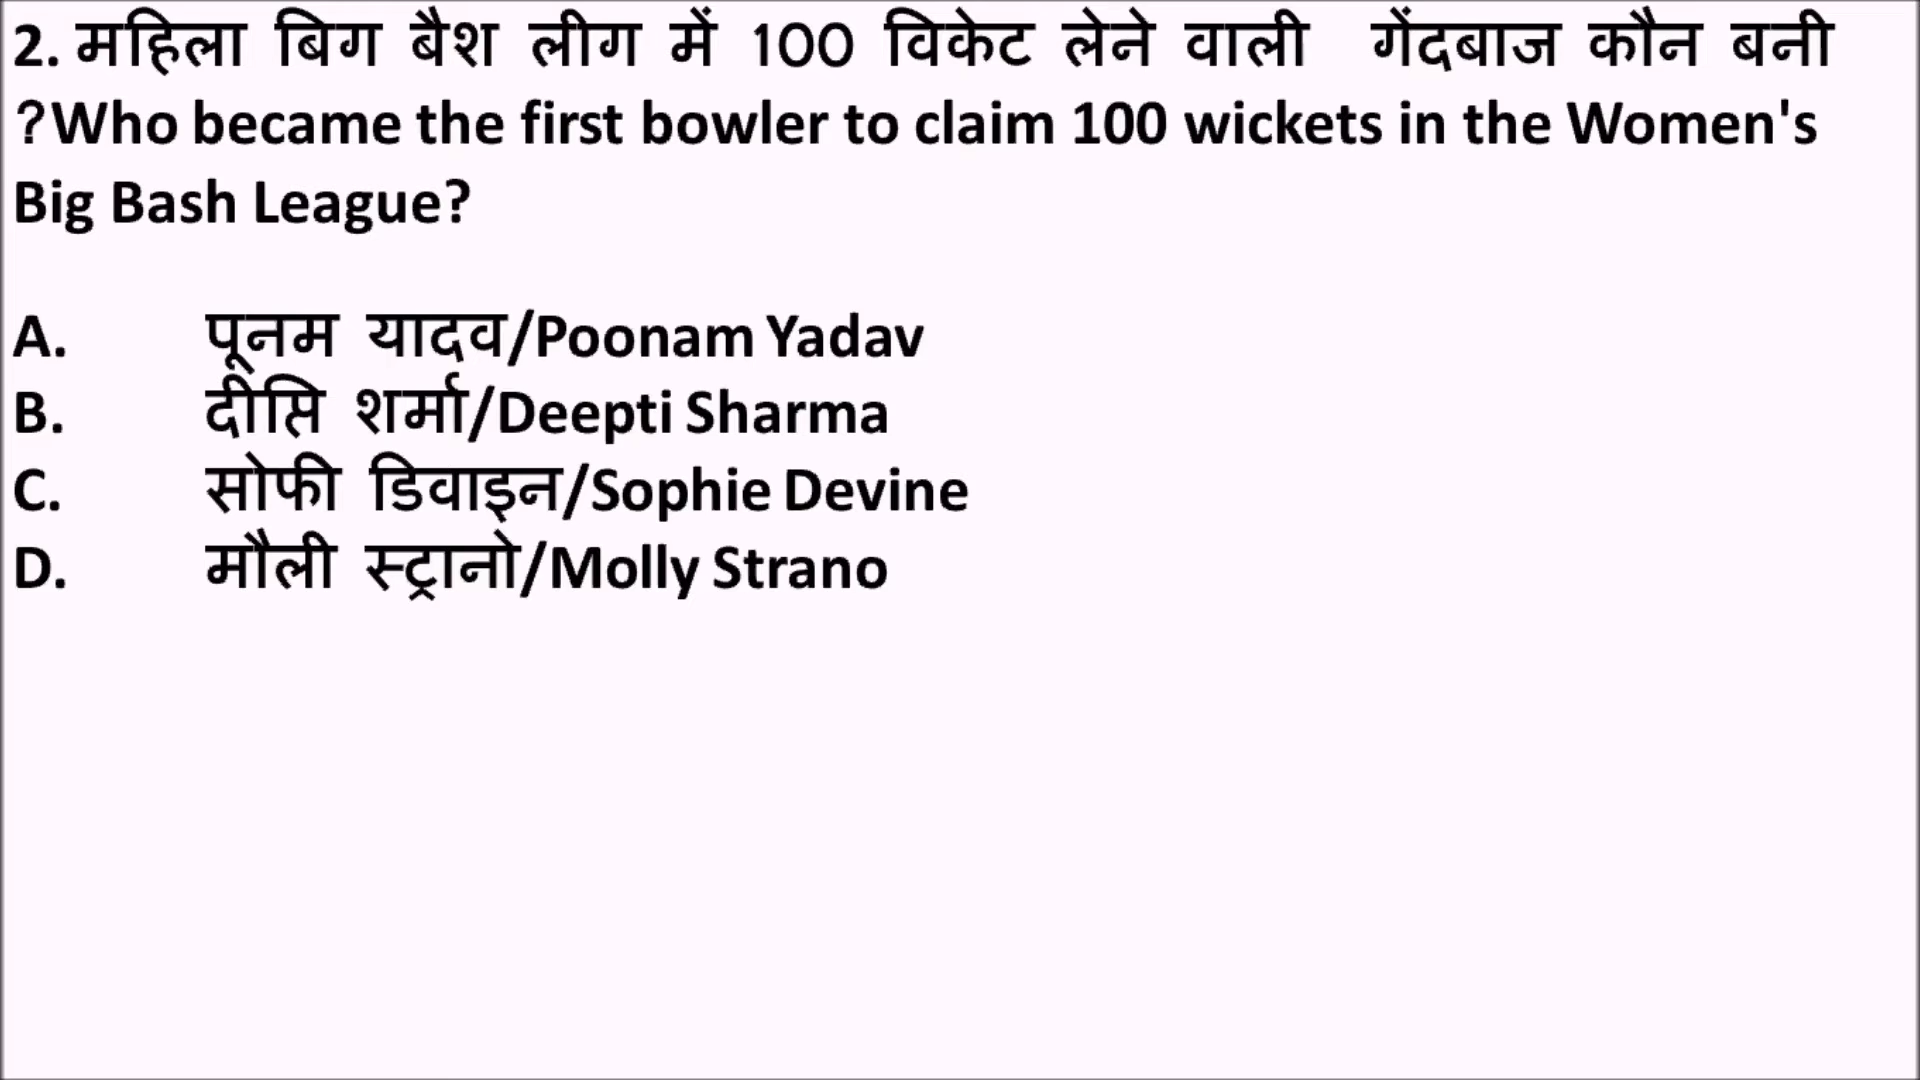 2. महिला बिग बैश लीग में 100 विकेट लेने वाली गेंदबाज कौन बनी
?Who became the first bowler to claim 100 wickets in the Women's
Big Bash League?
A. पूनम यादव/Poonam Yadav
B. दीप्ति शर्मा/Deepti Sharma
C. सोफी डिवाइन/Sophie Devine
D. मौली स्ट्रानो/Molly Strano